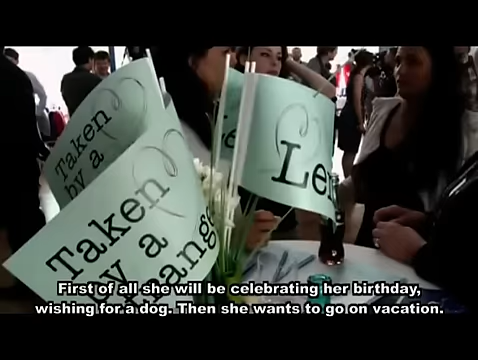 Taken
by a
Taken
by a
Le
First of all she will be celebrating her birthday,
wishing for a dog. Then she wants to go on vacation.